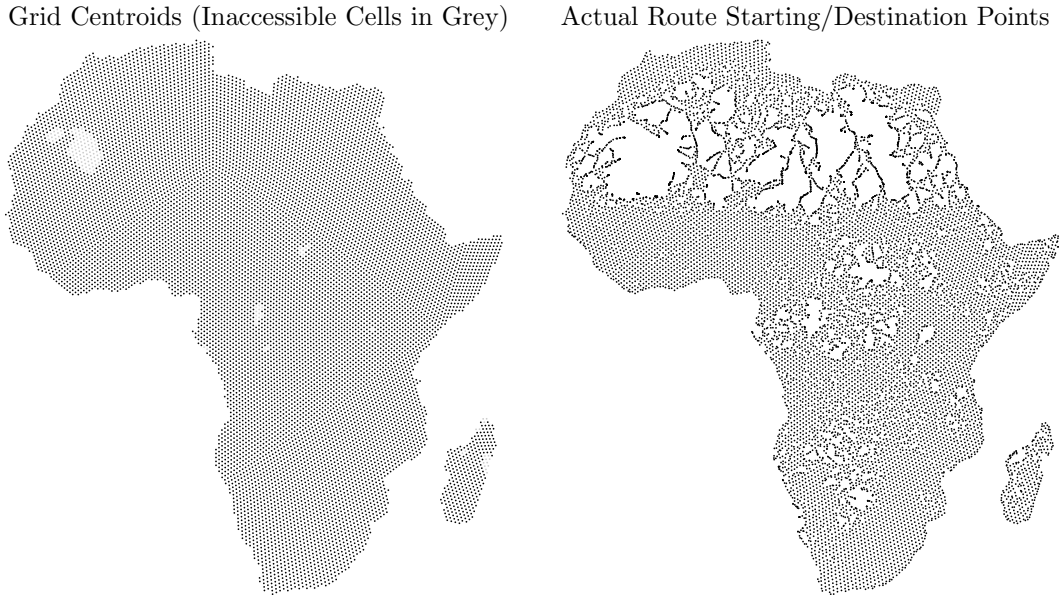 Grid Centroids (Inaccessible Cells in Grey)
Actual Route Starting/Destination Points